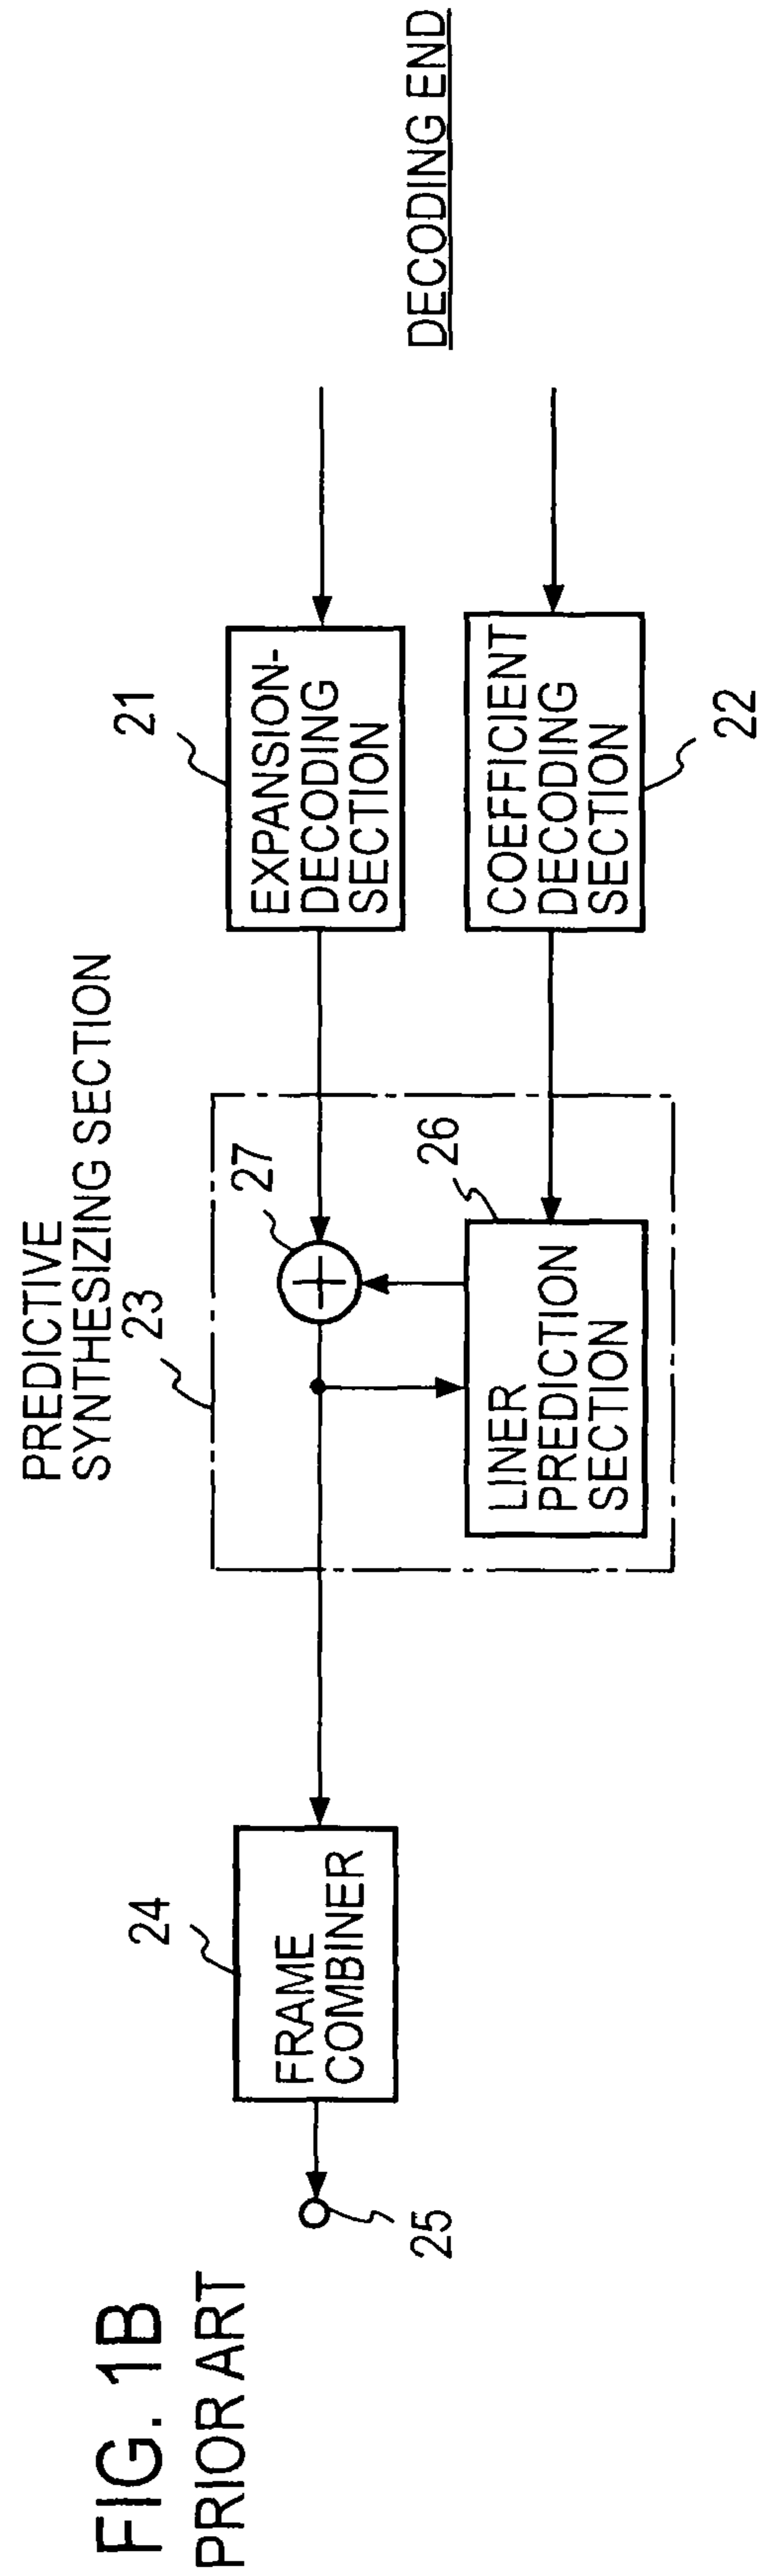 FIG. 1B
PRIOR ART
25
24
FRAME
COMBINER
PREDICTIVE
SYNTHESIZING SECTION
23
27
26
LINER
PREDICTION
SECTION
21
EXPANSION-
DECODING
SECTION
COEFFICIENT
DECODING
SECTION
22
DECODING END